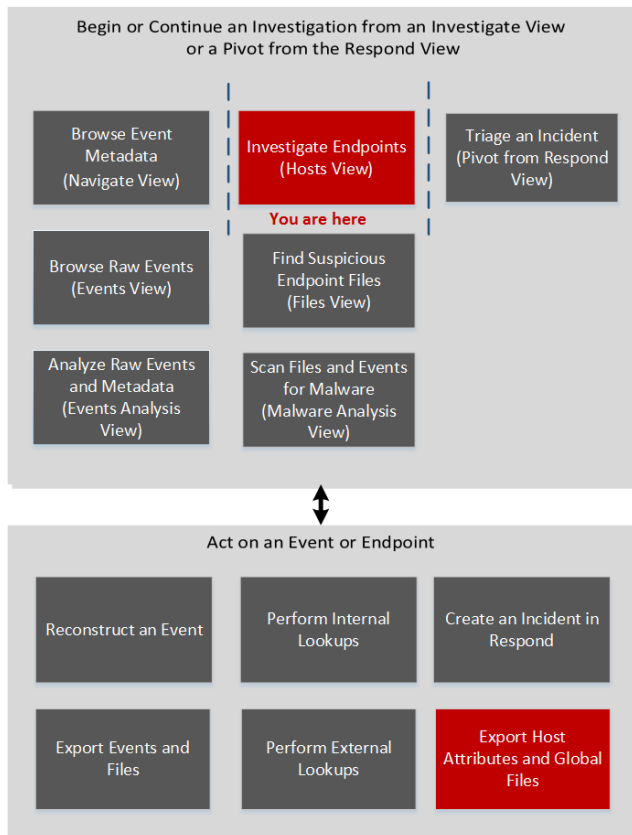 Begin or Continue an Investigation from an Investigate View
or a Pivot from the Respond View
Browse Event
Metadata
(Navigate View)
Investigate Endpoints
(Hosts View)
Triage an Incident
(Pivot from Respond
View)
You are here
Browse Raw Events
(Events View)
Find Suspicious
Endpoint Files
(Files View)
Analyze Raw Events
and Metadata
(Events Analysis
View)
Scan Files and Events
for Malware
(Malware Analysis
View)
Act on an Event or Endpoint
Reconstruct an Event
Perform Internal
Lookups
Create an Incident in
Respond
Export Events and
Files
Perform External
Lookups
Export Host
Attributes and Global
Files